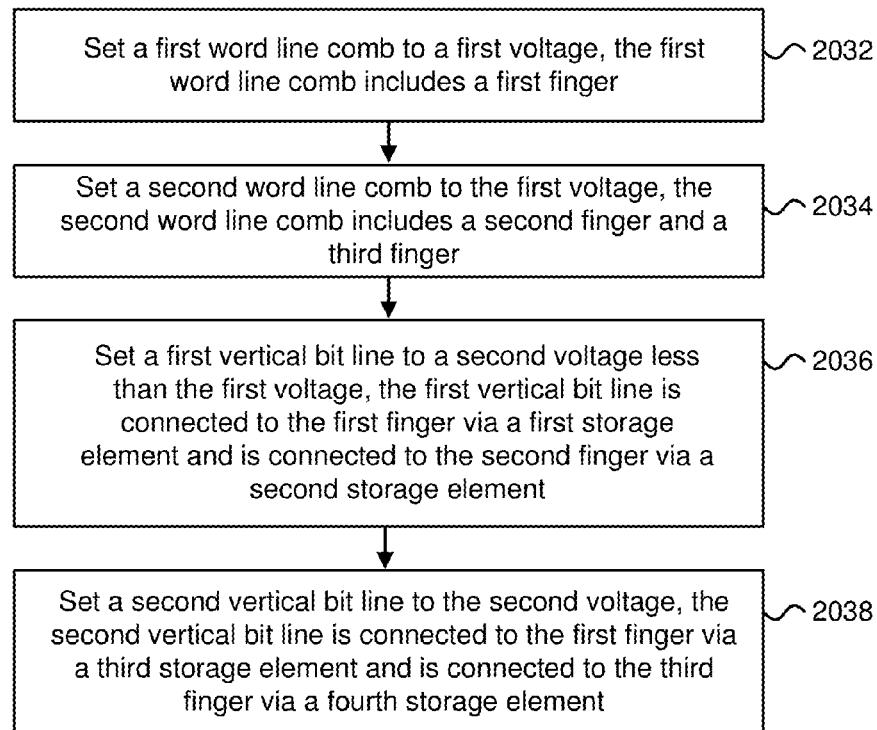 Set a first word line comb to a first voltage, the first
word line comb includes a first finger
2032
Set a second word line comb to the first voltage, the
second word line comb includes a second finger and a
third finger
2034
Set a first vertical bit line to a second voltage less
than the first voltage, the first vertical bit line is
connected to the first finger via a first storage
element and is connected to the second finger via a
second storage element
2036
Set a second vertical bit line to the second voltage, the
second vertical bit line is connected to the first finger via
a third storage element and is connected to the third
finger via a fourth storage element
2038